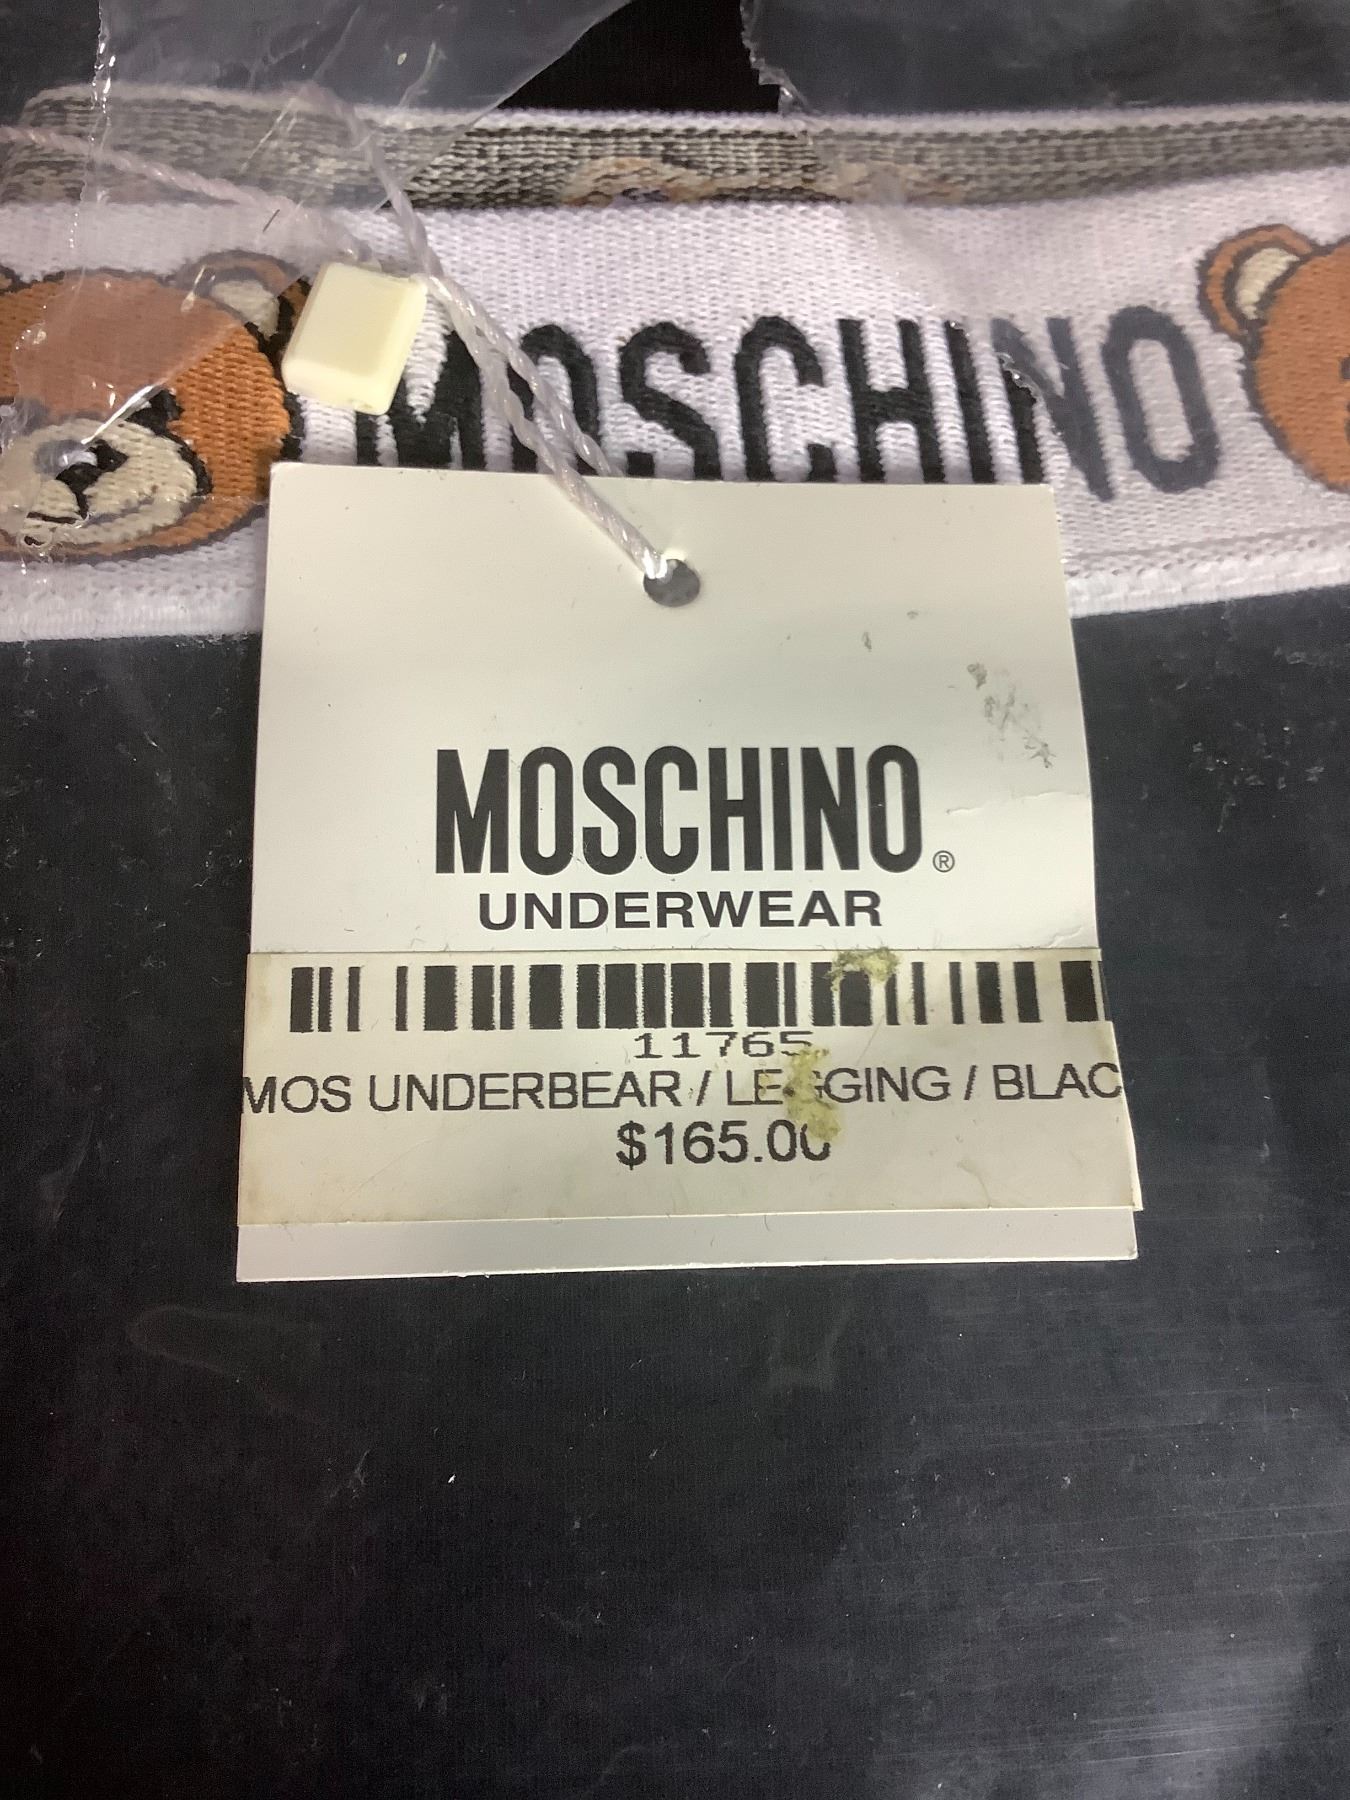 MOSCHINO
MOSCHINO®
UNDERWEAR
11765
MOS UNDERBEAR / LEGGING / BLAC
$165.00